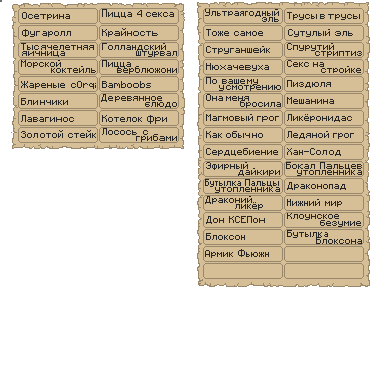 Осетрина
Пицца 4 секса
Фугаролл
Крайность
Тысячелетняя
яичница
Голландский
штурвал
Морской
коктейль
Пицца
верблюжони
Жареные сОrqi
Bamboobs
Блинчики
Деревянное
блюдо
Лавагинос
Котелок Фри
Золотой стейк
Лосось с
грибами
Ультраягодный
эль
Трусы в трусы
Тоже самое
Сутулый эль
Струганшейк
Спурутий
стриптиз
Нюхачевуха
Секс на
стройке
По вашему
усмотрению
Пиздюля
Она меня
бросила
Мешанина
Магмовый грог
Ликёронидас
Как обычно
Ледяной грог
Сердцебиение
Хан-Солод
Эфирный
дайкири
Бокал Пальцев
утопленника
Бутылка Пальцы
утопленника
Драконопад
Драконий
ликёр
Нижний мир
Дон КСЕПон
Клоунское
безумие
Блоксон
Бутылка
Блоксона
Армик Фьюжн